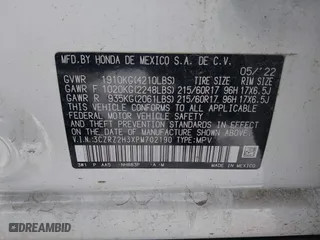 MFD.BY HONDA DE MEXICO S.A. DE C.V.
05/'22
GVWR 1910KG(4210LBS) TIRE SIZE RIM SIZE
GAWR F 1020KG(2248LBS) 215/60R17 96H 17X6.5J
GAWR R 935KG(2061LBS) 215/60R17 96H 17X6.5J
THIS VEHICLE CONFORMS TO ALL APPLICABLE
FEDERAL MOTOR VEHICLE SAFETY AND
THEFT PREVENTION STANDARDS IN EFFECT
ON THE DATE OF MANUFACTURE SHOWN ABOVE.
V.I.N:3CZRZ2H3XPM702190 TYPE:MPV
MADE IN MEXICO
DEALERSHIP.CC